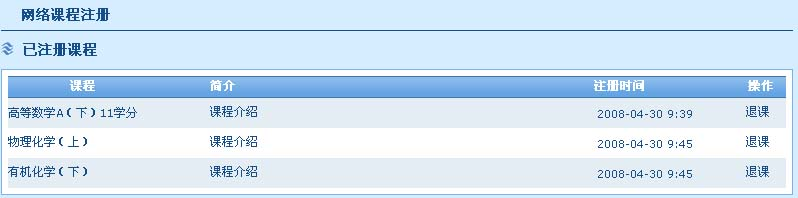 网络课程注册
已注册课程
课程 简介 注册时间 操作
高等数学A（下）11学分 课程介绍 2008-04-30 9:39 退课
物理化学（上） 课程介绍 2008-04-30 9:45 退课
有机化学（下） 课程介绍 2008-04-30 9:45 退课